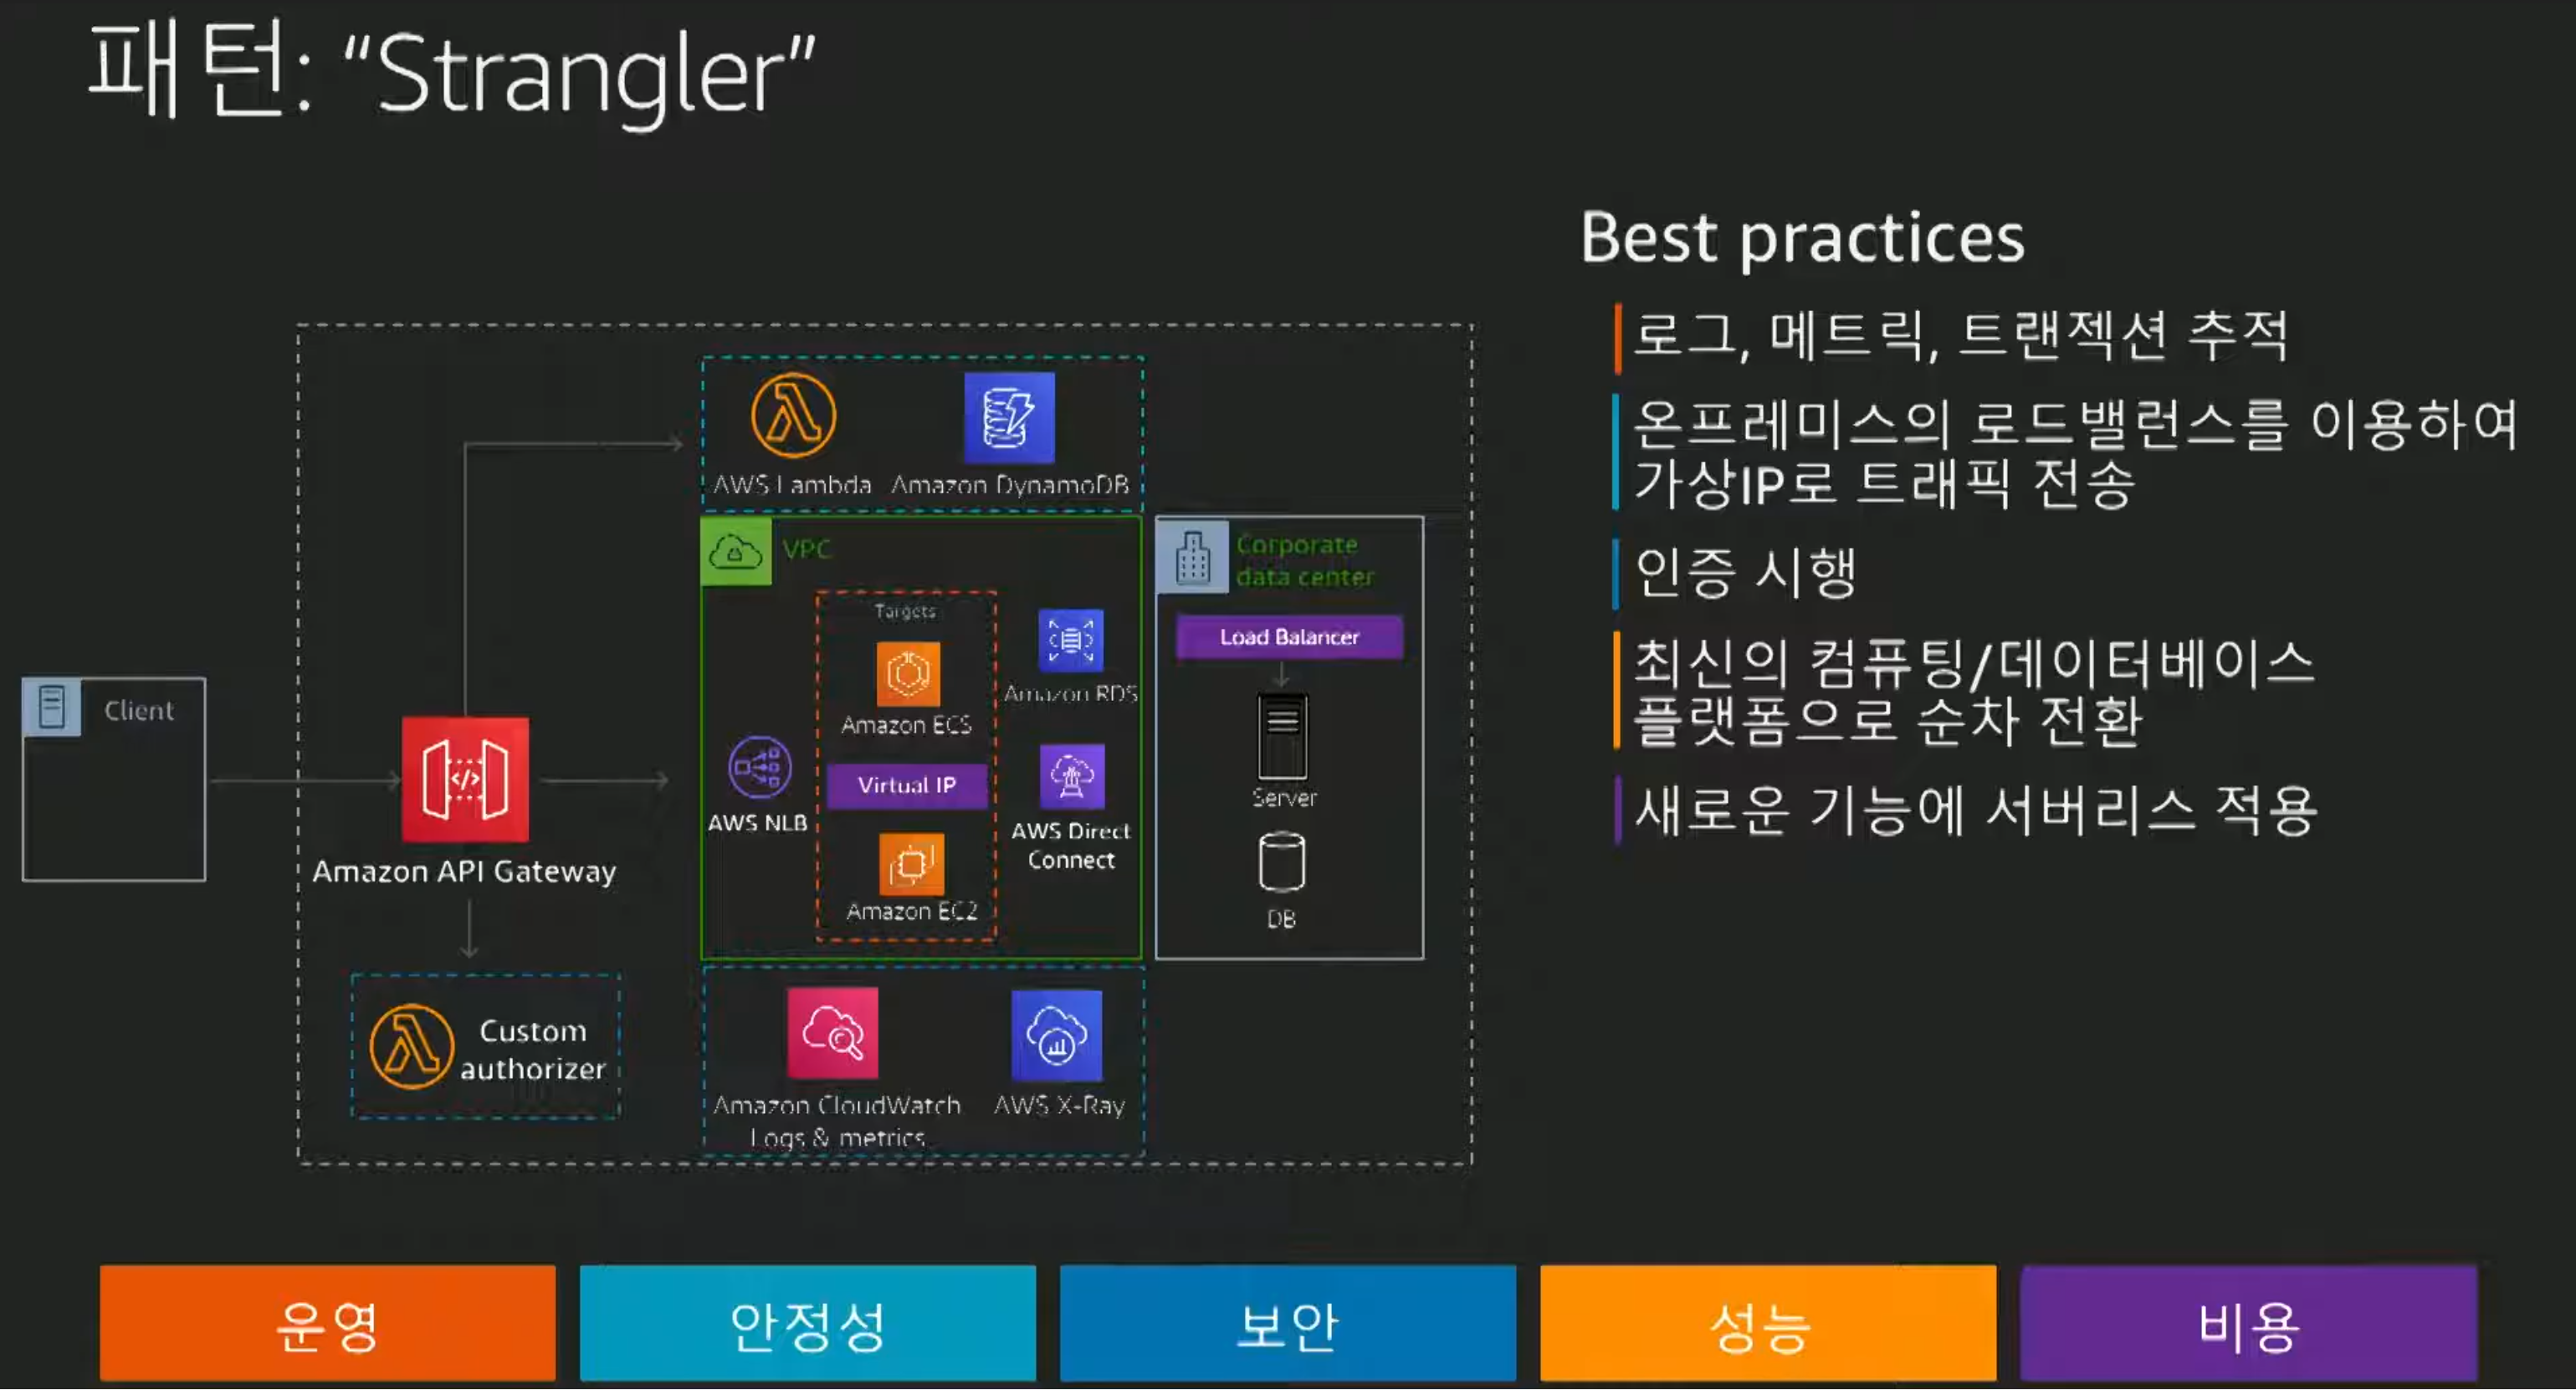 패턴: “Strangler”
Best practices
로그, 메트릭, 트랜젝션 추적
온프레미스의 로드밸런스를 이용하여
가상IP로 트래픽 전송
인증 시행
최신의 컴퓨팅/데이터베이스
플랫폼으로 순차 전환
새로운 기능에 서버리스 적용
Client
Amazon API Gateway
Custom
authorizer
AWS Lambda
Amazon DynamoDB
VPC
Targets
Amazon ECS
Virtual IP
Amazon EC2
AWS NLB
Amazon RDS
AWS Direct
Connect
Corporate
data center
Load Balancer
Server
DB
Amazon CloudWatch
Logs & metrics
AWS X-Ray
운영
안정성
보안
성능
비용